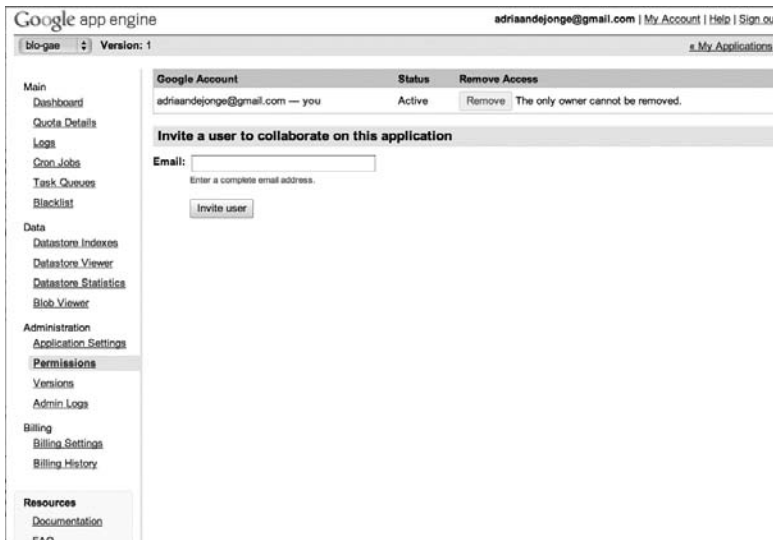 Google app engine
adriaandejonge@gmail.com | My Account | Help | Sign ou
blo-gae Version: 1
« My Applications
Main
Dashboard
Quota Details
Logs
Cron Jobs
Task Queues
Blacklist
Data
Datastore Indexes
Datastore Viewer
Datastore Statistics
Blob Viewer
Administration
Application Settings
Permissions
Versions
Admin Logs
Billing
Billing Settings
Billing History
Resources
Documentation
FAQ
Google Account Status Remove Access
adriaandejonge@gmail.com — you Active Remove The only owner cannot be removed.
Invite a user to collaborate on this application
Email:
Enter a complete email address.
Invite user